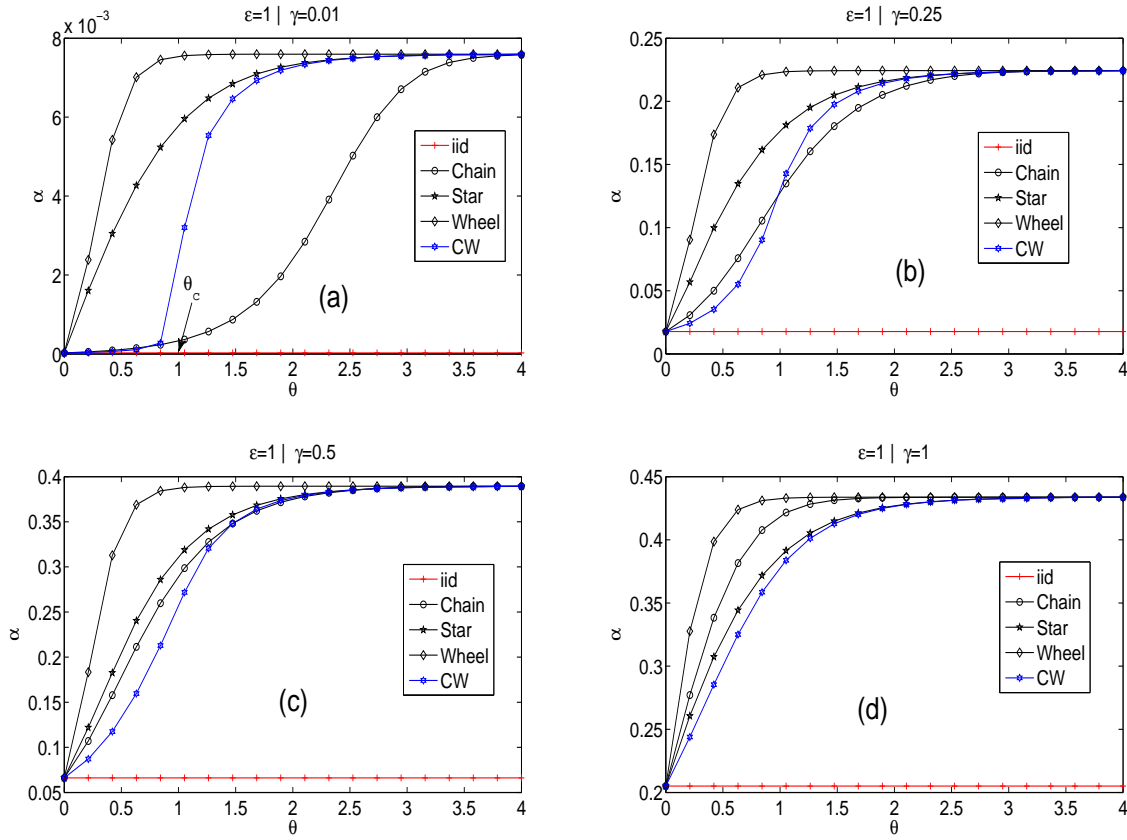 ε=1 | γ=0.01
x 10⁻³
8
6
4
2
0
α
0 0.5 1 1.5 2 2.5 3 3.5 4
θ
iid
Chain
Star
Wheel
CW
θc
(a)
ε=1 | γ=0.25
0.25
0.2
0.15
0.1
0.05
0
α
0 0.5 1 1.5 2 2.5 3 3.5 4
θ
iid
Chain
Star
Wheel
CW
(b)
ε=1 | γ=0.5
0.4
0.35
0.3
0.25
0.2
0.15
0.1
0.05
α
0 0.5 1 1.5 2 2.5 3 3.5 4
θ
iid
Chain
Star
Wheel
CW
(c)
ε=1 | γ=1
0.45
0.4
0.35
0.3
0.25
0.2
α
0 0.5 1 1.5 2 2.5 3 3.5 4
θ
iid
Chain
Star
Wheel
CW
(d)